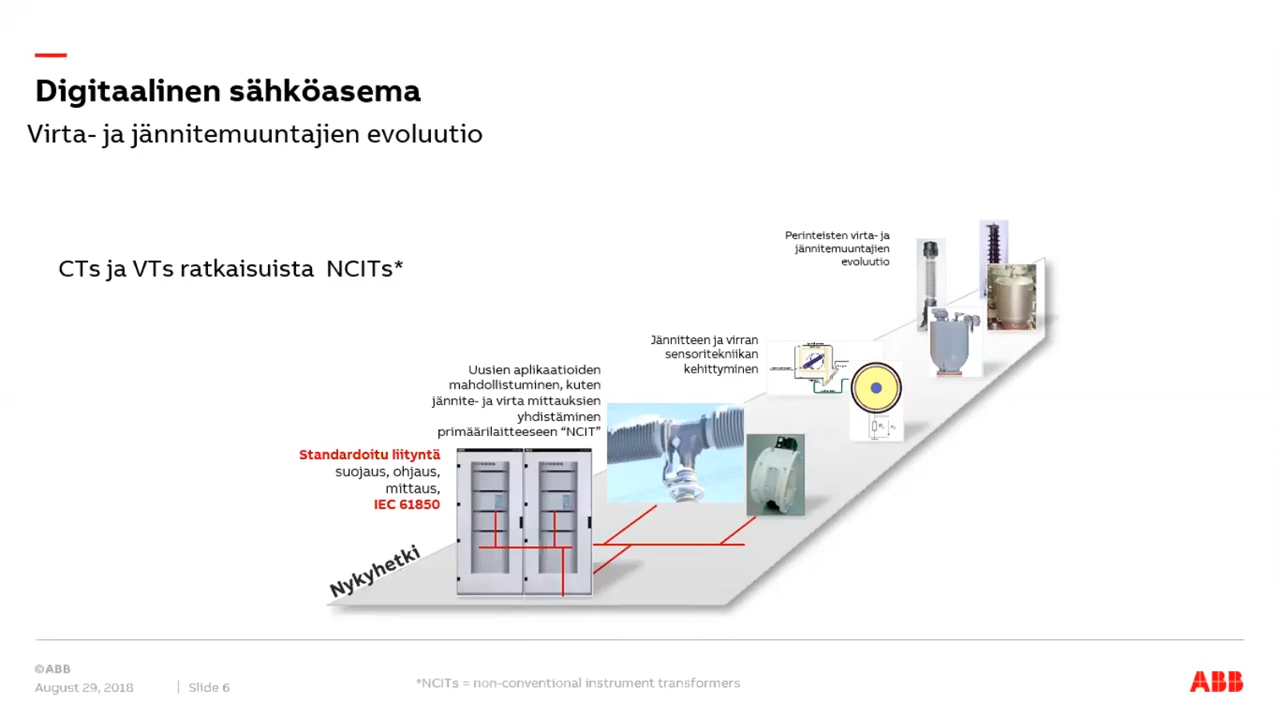 Digitaalinen sähköasema
Virta- ja jännitemuuntajien evoluutio
CTs ja VTs ratkaisuista NCITs*
Perinteisten virta- ja
jännitemuuntajien
evoluutio
Jännitteen ja virran
sensoritekniikan
kehittyminen
Uusien aplikaatioiden
mahdollistuminen, kuten
jännite- ja virta mittauksien
yhdistäminen
primäärilaitteeseen “NCIT”
Standardoitu liityntä
suojaus, ohjaus,
mittaus,
IEC 61850
Nykyhetki
©ABB
August 29, 2018 | Slide 6
*NCITs = non-conventional instrument transformers
ABB